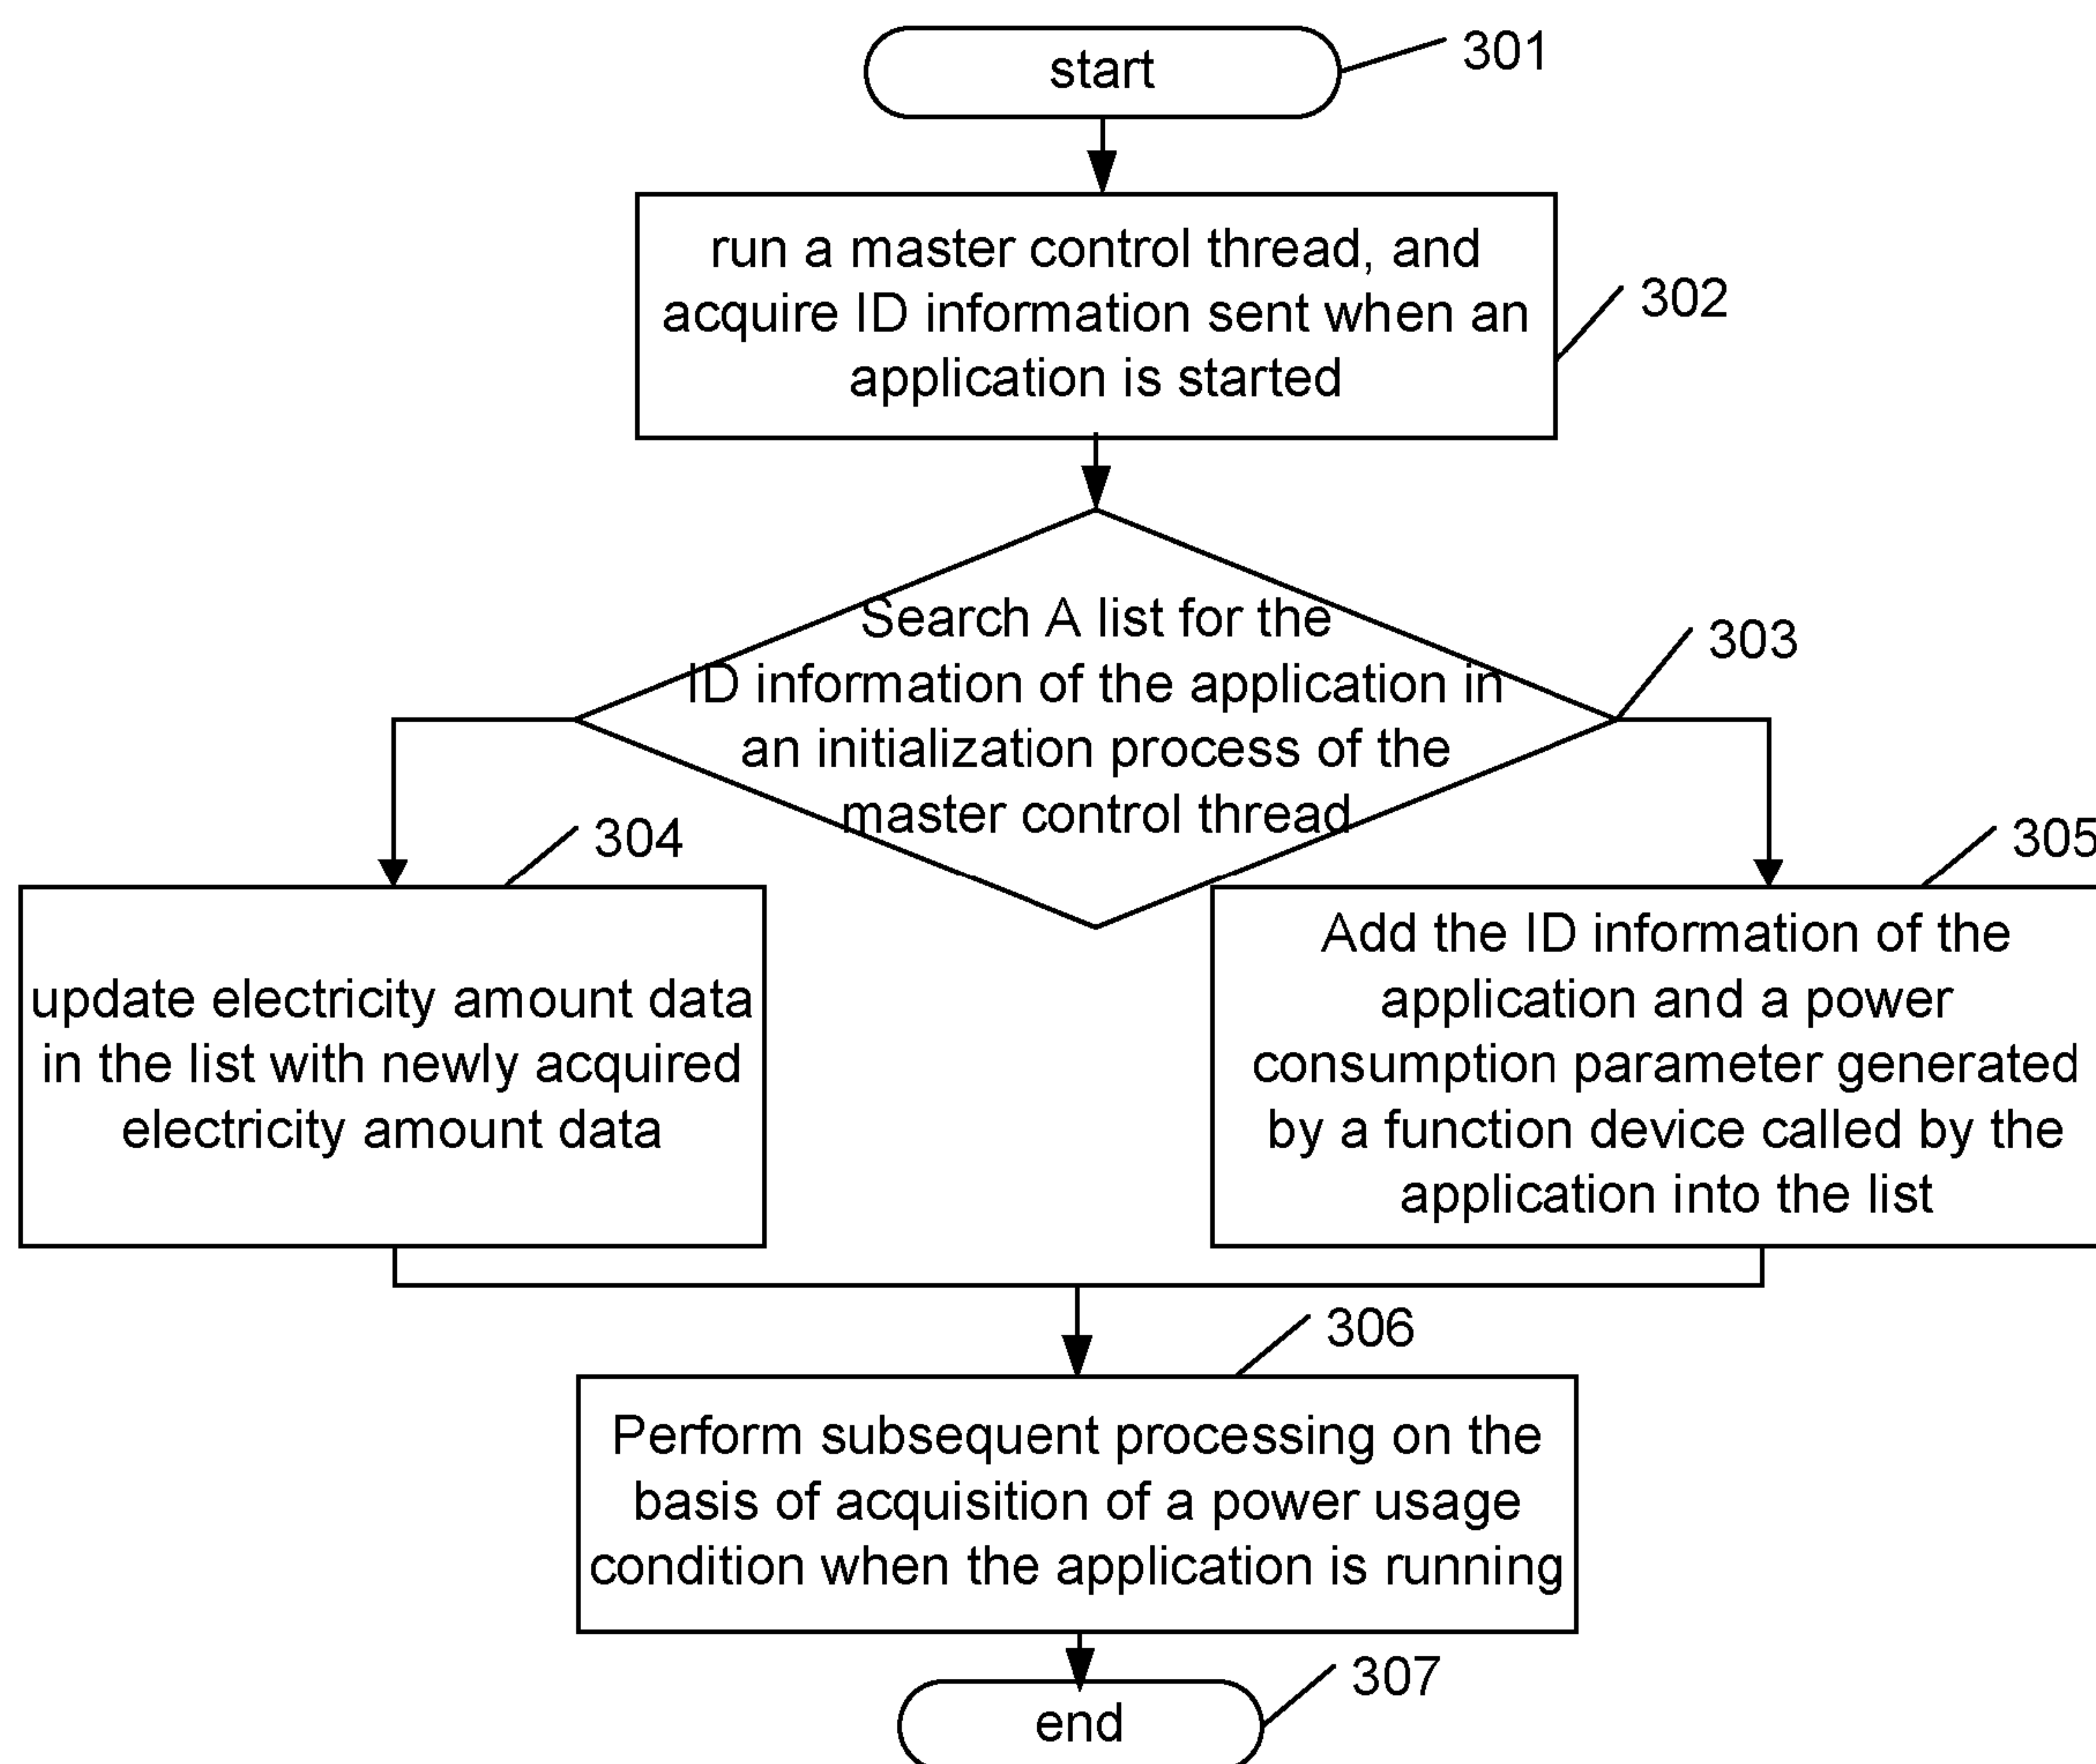 start
301
run a master control thread, and
acquire ID information sent when an
application is started
302
Search A list for the
ID information of the application in
an initialization process of the
master control thread
303
304
update electricity amount data
in the list with newly acquired
electricity amount data
305
Add the ID information of the
application and a power
consumption parameter generated
by a function device called by the
application into the list
306
Perform subsequent processing on the
basis of acquisition of a power usage
condition when the application is running
307
end